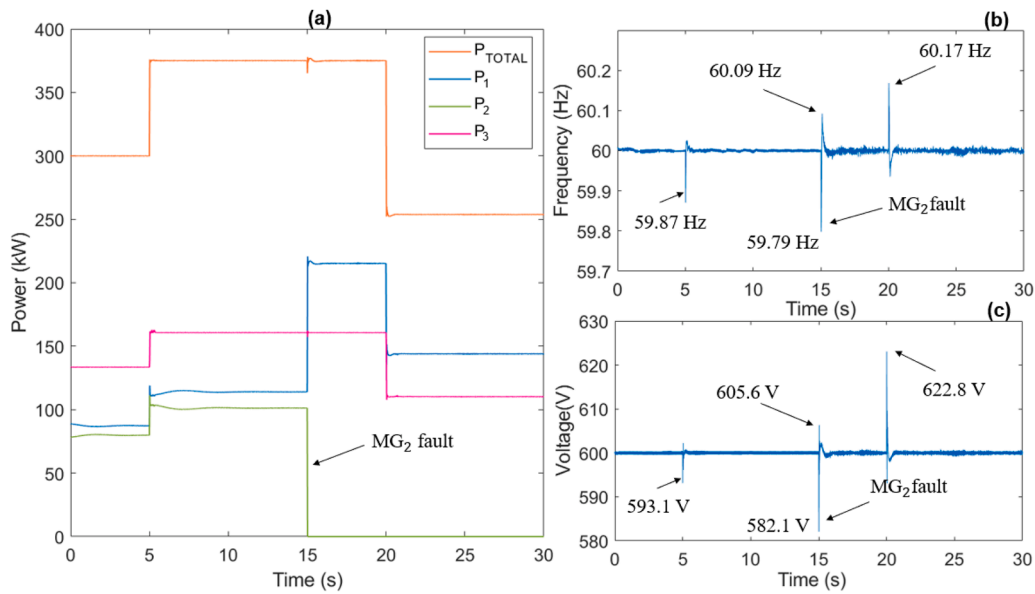 (a)
400
350
300
250
200
150
100
50
0
Power (kW)
P_TOTAL
P_1
P_2
P_3
MG_2 fault
0 5 10 15 20 25 30
Time (s)
(b)
60.2
60.1
60
59.9
59.8
59.7
Frequency (Hz)
60.09 Hz
60.17 Hz
59.87 Hz
59.79 Hz
MG_2 fault
0 5 10 15 20 25 30
Time (s)
(c)
630
620
610
600
590
580
Voltage(V)
605.6 V
622.8 V
593.1 V
582.1 V
MG_2 fault
0 5 10 15 20 25 30
Time (s)